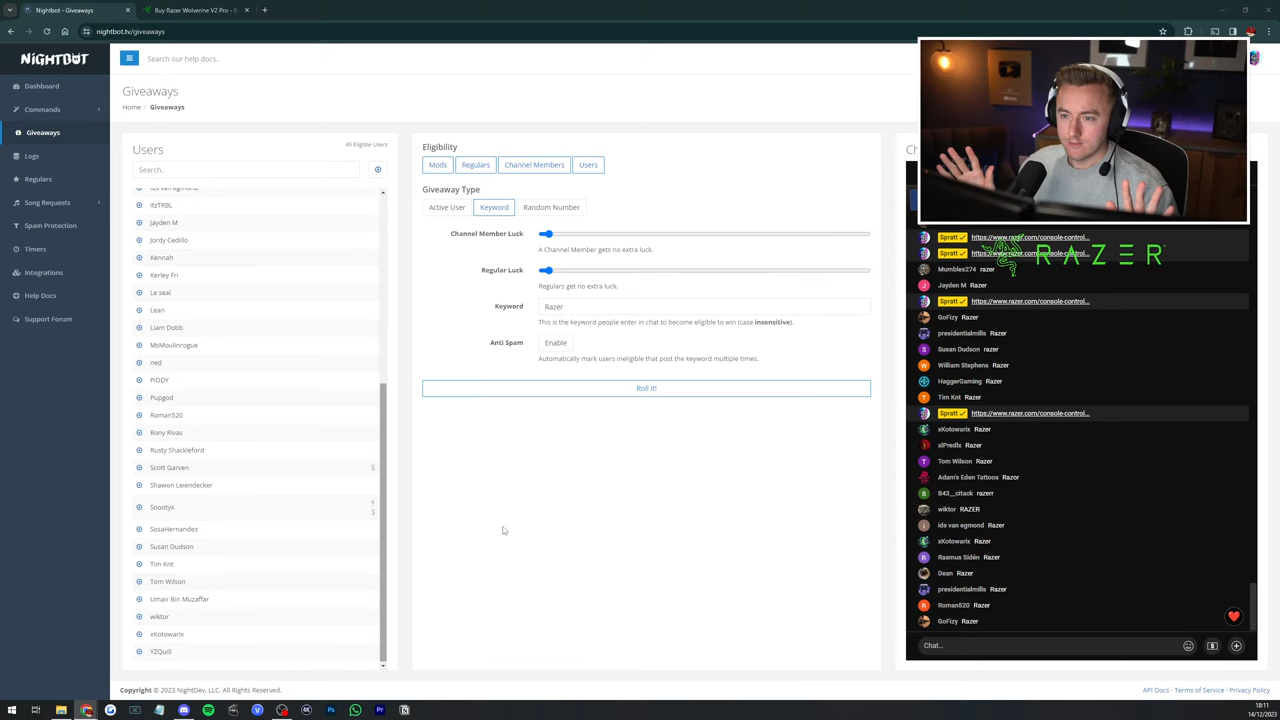 Nightbot - Giveaways
Buy Razer Wolverine V2 Pro - B
nightbot.tv/giveaways
NIGHTBOT
Search our help docs..
Dashboard
Commands
Giveaways
Logs
Regulars
Song Requests
Spam Protection
Timers
Integrations
Help Docs
Support Forum
Giveaways
Home
Giveaways
Users
45 Eligible Users
Search..
ids van egmond
ItzTRBL
Jayden M
Jordy Cedillo
Kennah
Kerley Fri
Le seal
Lean
Liam Dobb
MsMoulinrogue
ned
PIDDY
Pupgod
Roman520
Rony Rivas
Rusty Shackleford
Scott Garven
$
Shawon Leiendecker
Soootyx
$
SosaHernandez
Susan Dudson
Tim Knt
Tom Wilson
Umair Bin Muzaffar
wiktor
xKotowarix
YZQuill
Eligibility
Mods
Regulars
Channel Members
Users
Giveaway Type
Active User
Keyword
Random Number
Channel Member Luck
A Channel Member gets no extra luck.
Regular Luck
Regulars get no extra luck.
Keyword
Razer
This is the keyword people enter in chat to become eligible to win (case insensitive).
Anti Spam
Enable
Automatically mark users ineligible that post the keyword multiple times.
Roll It!
Spratt https://www.razer.com/console-control...
Spratt https://www.razer.com/console-control...
RAZER
Mumbles274 razer
Jayden M Razer
Spratt https://www.razer.com/console-control...
GoFizy Razer
presidentialmills Razer
Susan Dudson razer
William Stephens Razer
HaggerGaming Razer
Tim Knt Razer
Spratt https://www.razer.com/console-control...
xKotowarix Razer
xlPredlx Razer
Tom Wilson Razer
Adam's Eden Tattoos Razor
B43__citack razerr
wiktor RAZER
ids van egmond Razer
xKotowarix Razer
Rasmus Sidén Razer
Dean Razer
presidentialmills Razer
Roman520 Razer
GoFizy Razer
Chat...
Copyright © 2023 NightDev, LLC, All Rights Reserved.
API Docs - Terms of Service - Privacy Policy
18:11
14/12/2023